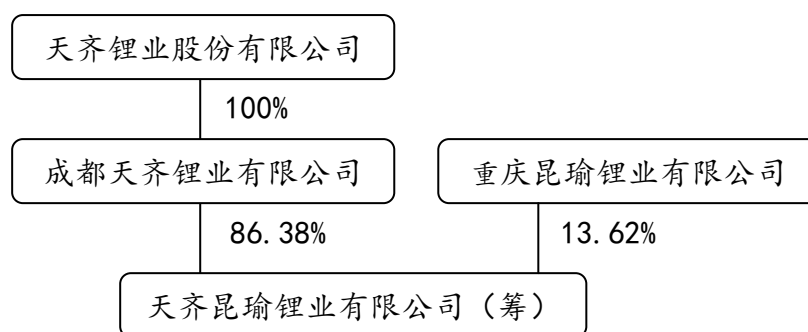 天齐锂业股份有限公司
100%
成都天齐锂业有限公司
重庆昆瑜锂业有限公司
86.38%
13.62%
天齐昆瑜锂业有限公司（筹）